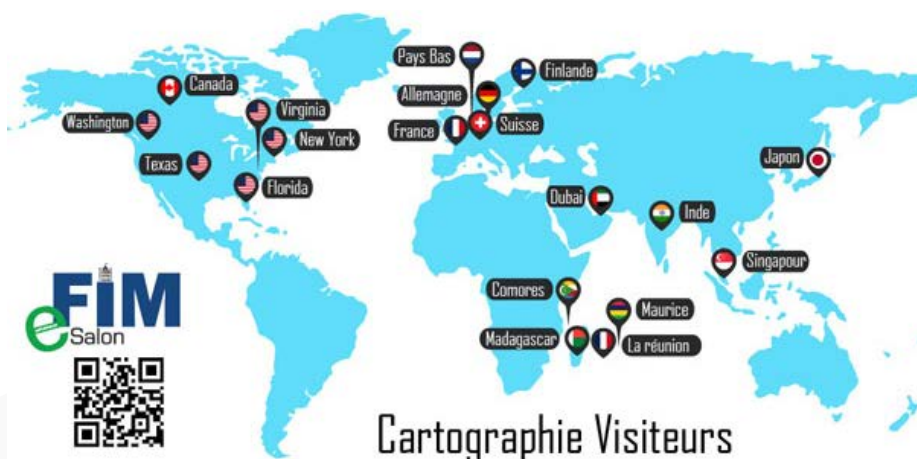 Pays Bas
Finlande
Canada
Allemagne
Virginia
Washington
France
Suisse
New York
Texas
Japon
Florida
Dubai
Inde
Singapour
Comores
Maurice
Madagascar
La réunion
eFIM
Salon
Cartographie Visiteurs